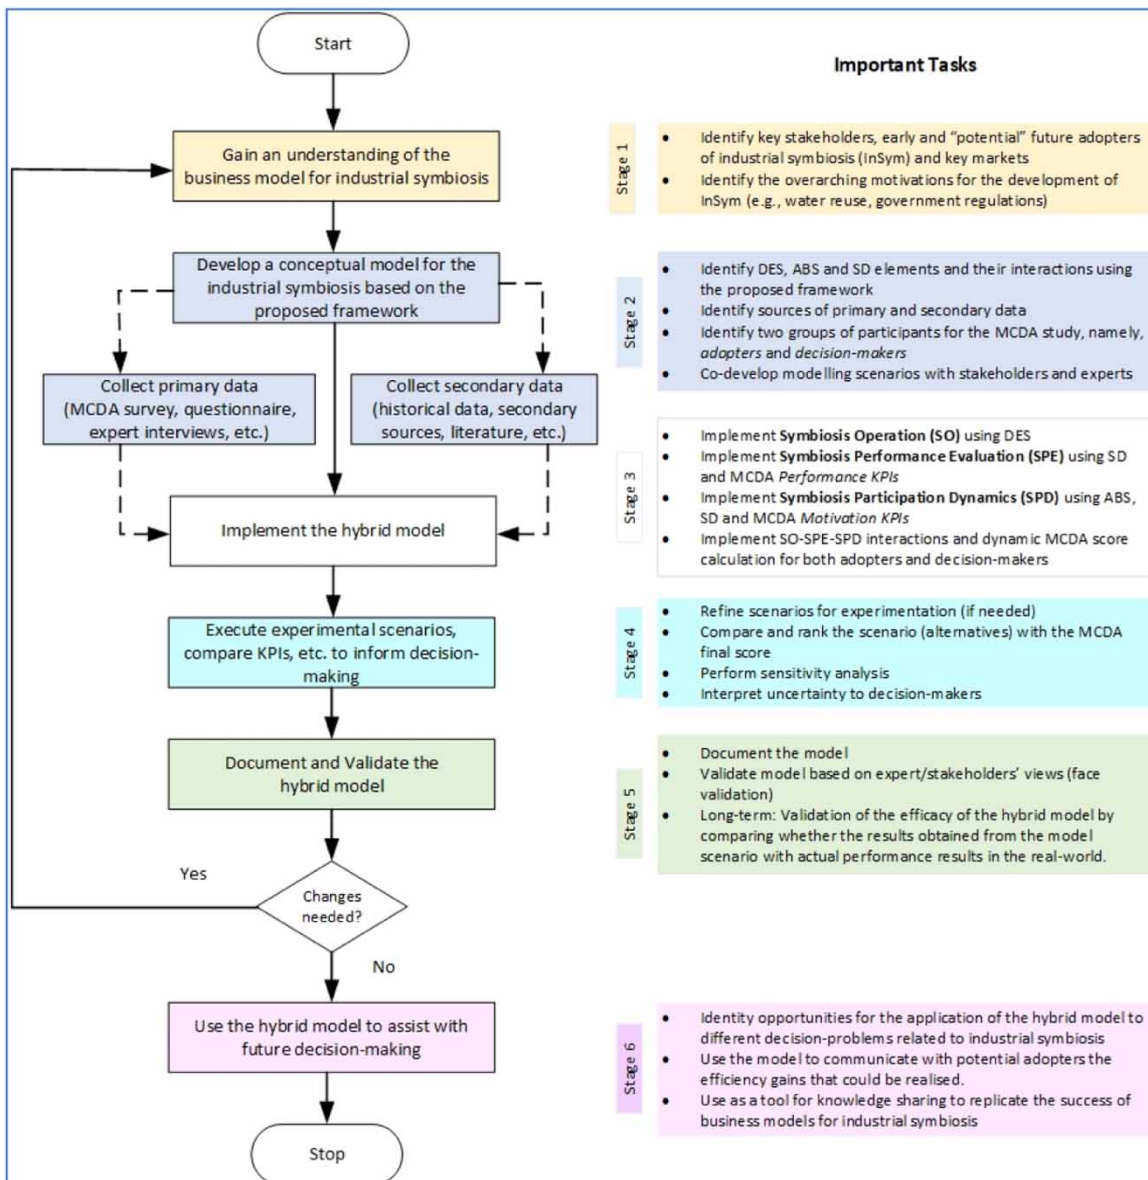 Start
Important Tasks
Gain an understanding of the
business model for industrial symbiosis
Stage 1
• Identify key stakeholders, early and “potential” future adopters
of industrial symbiosis (InSym) and key markets
• Identify the overarching motivations for the development of
InSym (e.g., water reuse, government regulations)
Develop a conceptual model for the
industrial symbiosis based on the
proposed framework
Collect primary data
(MCDA survey, questionnaire,
expert interviews, etc.)
Collect secondary data
(historical data, secondary
sources, literature, etc.)
Stage 2
• Identify DES, ABS and SD elements and their interactions using
the proposed framework
• Identify sources of primary and secondary data
• Identify two groups of participants for the MCDA study, namely,
adopters and decision-makers
• Co-develop modelling scenarios with stakeholders and experts
Implement the hybrid model
Stage 3
• Implement Symbiosis Operation (SO) using DES
• Implement Symbiosis Performance Evaluation (SPE) using SD
and MCDA Performance KPIs
• Implement Symbiosis Participation Dynamics (SPD) using ABS,
SD and MCDA Motivation KPIs
• Implement SO-SPE-SPD interactions and dynamic MCDA score
calculation for both adopters and decision-makers
Execute experimental scenarios,
compare KPIs, etc. to inform decision-
making
Stage 4
• Refine scenarios for experimentation (if needed)
• Compare and rank the scenario (alternatives) with the MCDA
final score
• Perform sensitivity analysis
• Interpret uncertainty to decision-makers
Document and Validate the
hybrid model
Stage 5
• Document the model
• Validate model based on expert/stakeholders’ views (face
validation)
• Long-term: Validation of the efficacy of the hybrid model by
comparing whether the results obtained from the model
scenario with actual performance results in the real-world.
Yes
Changes
needed?
No
Use the hybrid model to assist with
future decision-making
Stage 6
• Identity opportunities for the application of the hybrid model to
different decision-problems related to industrial symbiosis
• Use the model to communicate with potential adopters the
efficiency gains that could be realised.
• Use as a tool for knowledge sharing to replicate the success of
business models for industrial symbiosis
Stop